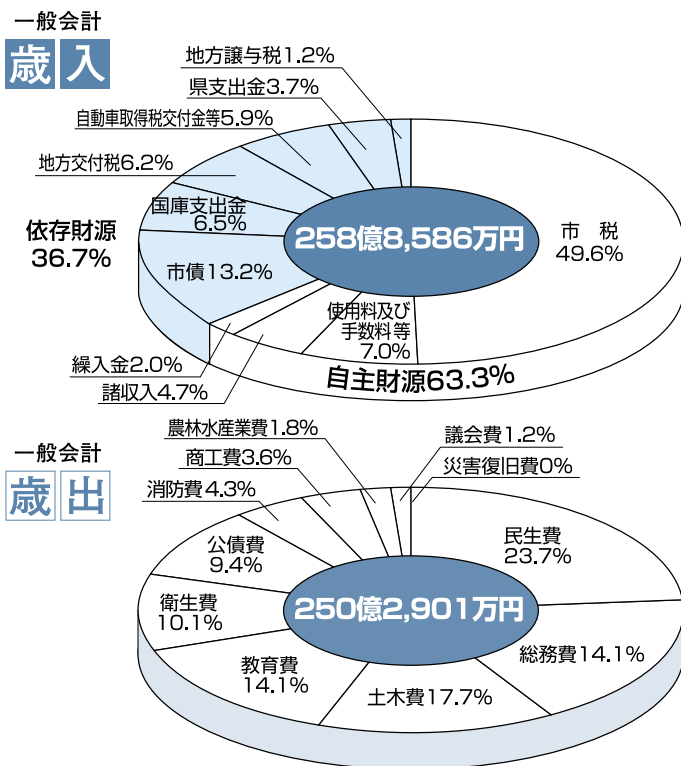 一般会計
歳入
地方譲与税1.2%
県支出金3.7%
自動車取得税交付金等5.9%
地方交付税6.2%
国庫支出金
6.5%
依存財源
36.7%
市債13.2%
258億8,586万円
市 税
49.6%
使用料及び
手数料等
7.0%
繰入金2.0%
諸収入4.7%
自主財源63.3%
一般会計
歳出
農林水産業費1.8%
議会費1.2%
商工費3.6%
災害復旧費0%
消防費4.3%
公債費
9.4%
民生費
23.7%
衛生費
10.1%
250億2,901万円
総務費14.1%
教育費
14.1%
土木費17.7%